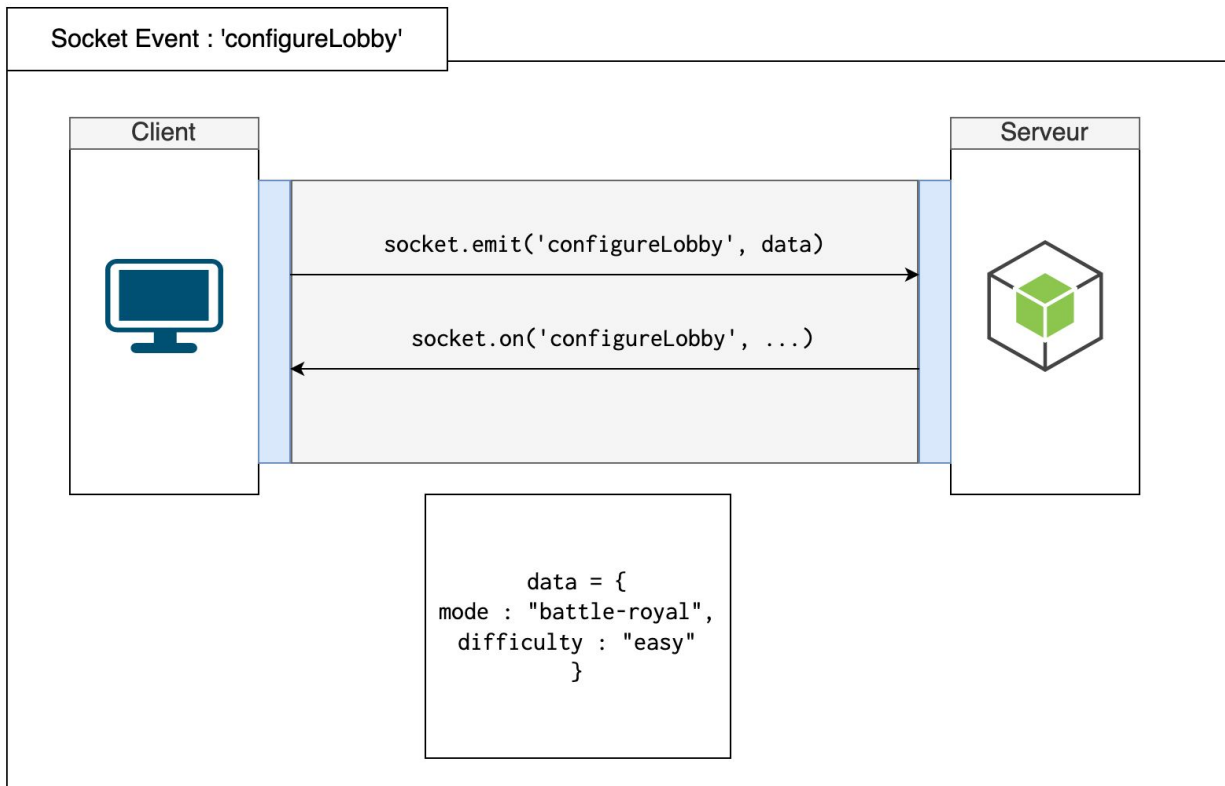 Socket Event : 'configureLobby'
Client
Serveur
socket.emit('configureLobby', data)
socket.on('configureLobby', ...)
data = {
mode : "battle-royal",
difficulty : "easy"
}